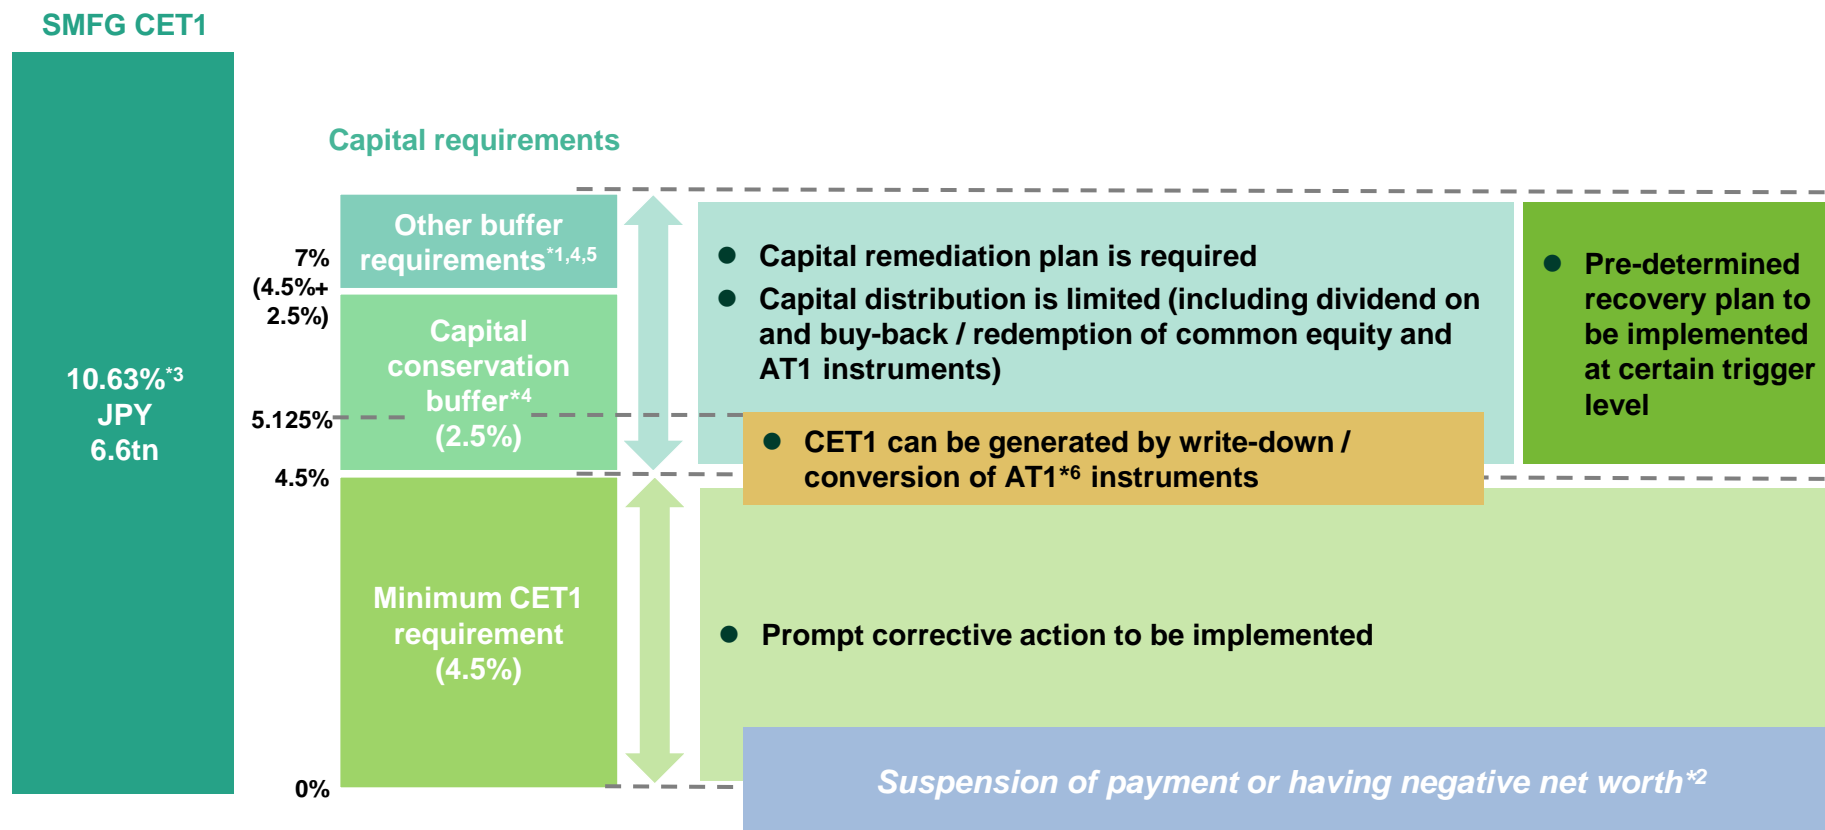 SMFG CET1
10.63%*3
JPY
6.6tn
Capital requirements
7%
(4.5%+
2.5%)
5.125%
4.5%
0%
Other buffer
requirements*1,4,5
Capital
conservation
buffer*4
(2.5%)
Minimum CET1
requirement
(4.5%)
● Capital remediation plan is required
● Capital distribution is limited (including dividend on
and buy-back / redemption of common equity and
AT1 instruments)
● Pre-determined
recovery plan to
be implemented
at certain trigger
level
● CET1 can be generated by write-down /
conversion of AT1*6 instruments
● Prompt corrective action to be implemented
Suspension of payment or having negative net worth*2